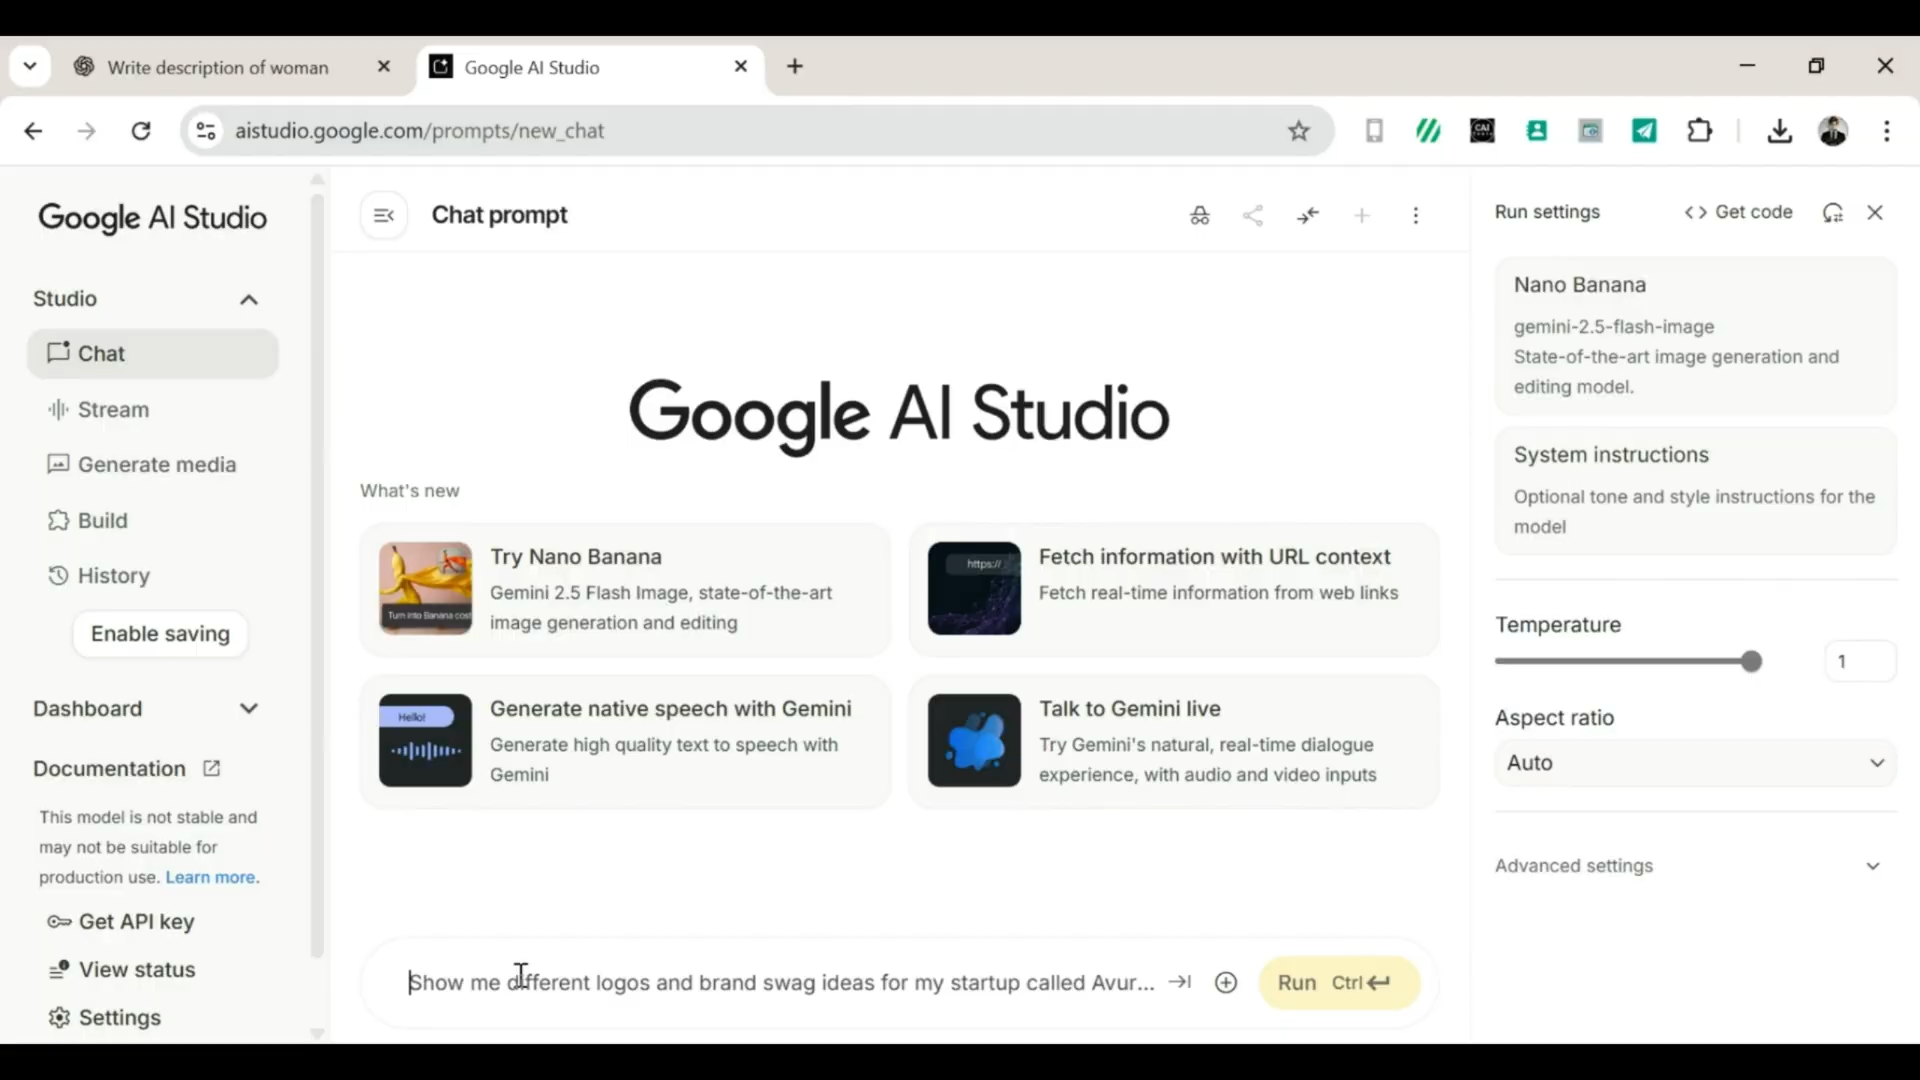 Write description of woman
Google AI Studio
aistudio.google.com/prompts/new_chat
CAI
Google AI Studio
Studio
Chat
Stream
Generate media
Build
History
Enable saving
Dashboard
Documentation
This model is not stable and
may not be suitable for
production use. Learn more.
Get API key
View status
Settings
Chat prompt
Google AI Studio
What's new
Turn into Banana cost
Try Nano Banana
Gemini 2.5 Flash Image, state-of-the-art
image generation and editing
https://
Fetch information with URL context
Fetch real-time information from web links
Hello!
Generate native speech with Gemini
Generate high quality text to speech with
Gemini
Talk to Gemini live
Try Gemini's natural, real-time dialogue
experience, with audio and video inputs
Show me different logos and brand swag ideas for my startup called Avur...
Run Ctrl
Run settings
Get code
Nano Banana
gemini-2.5-flash-image
State-of-the-art image generation and
editing model.
System instructions
Optional tone and style instructions for the
model
Temperature
1
Aspect ratio
Auto
Advanced settings